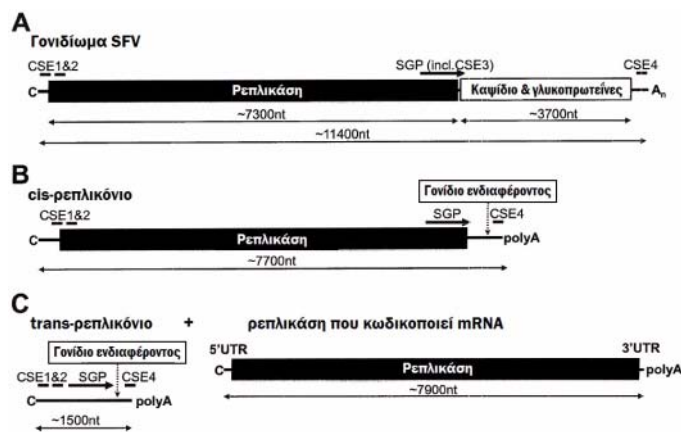 A
Γονιδίωμα SFV
CSE1&2
SGP (incl.CSE3)
CSE4
C
Ρεπλικάση
Καψίδιο & γλυκοπρωτεΐνες
An
~7300nt
~3700nt
~11400nt
B
cis-ρεπλικόνιο
Γονίδιο ενδιαφέροντος
CSE1&2
SGP
CSE4
C
Ρεπλικάση
polyA
~7700nt
C
trans-ρεπλικόνιο + ρεπλικάση που κωδικοποιεί mRNA
Γονίδιο ενδιαφέροντος
5'UTR
3'UTR
CSE1&2
SGP
CSE4
C
Ρεπλικάση
polyA
~7900nt
C
polyA
~1500nt